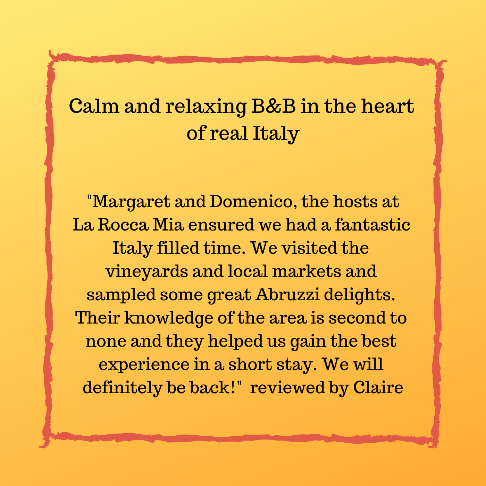 Calm and relaxing B&B in the heart
of real Italy
"Margaret and Domenico, the hosts at
La Rocca Mia ensured we had a fantastic
Italy filled time. We visited the
vineyards and local markets and
sampled some great Abruzzi delights.
Their knowledge of the area is second to
none and they helped us gain the best
experience in a short stay. We will
definitely be back!"  reviewed by Claire